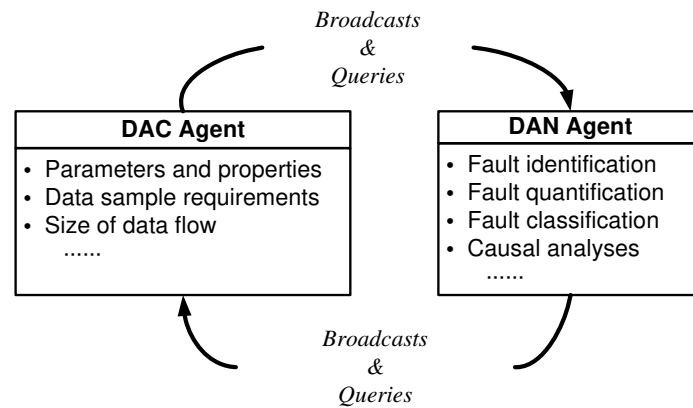 Broadcasts
&
Queries
DAC Agent
• Parameters and properties
• Data sample requirements
• Size of data flow
......
DAN Agent
• Fault identification
• Fault quantification
• Fault classification
• Causal analyses
......
Broadcasts
&
Queries